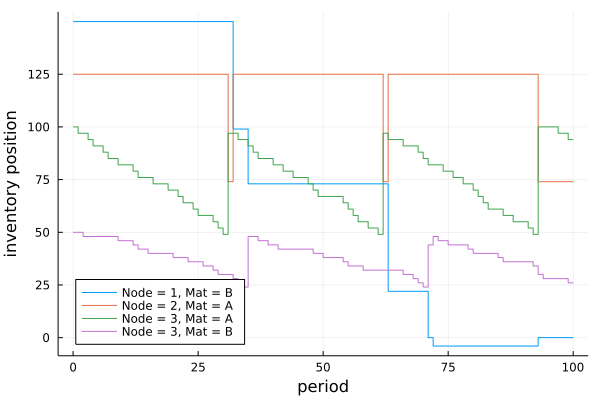 inventory position
125
100
75
50
25
0
Node = 1, Mat = B
Node = 2, Mat = A
Node = 3, Mat = A
Node = 3, Mat = B
0 25 50 75 100
period